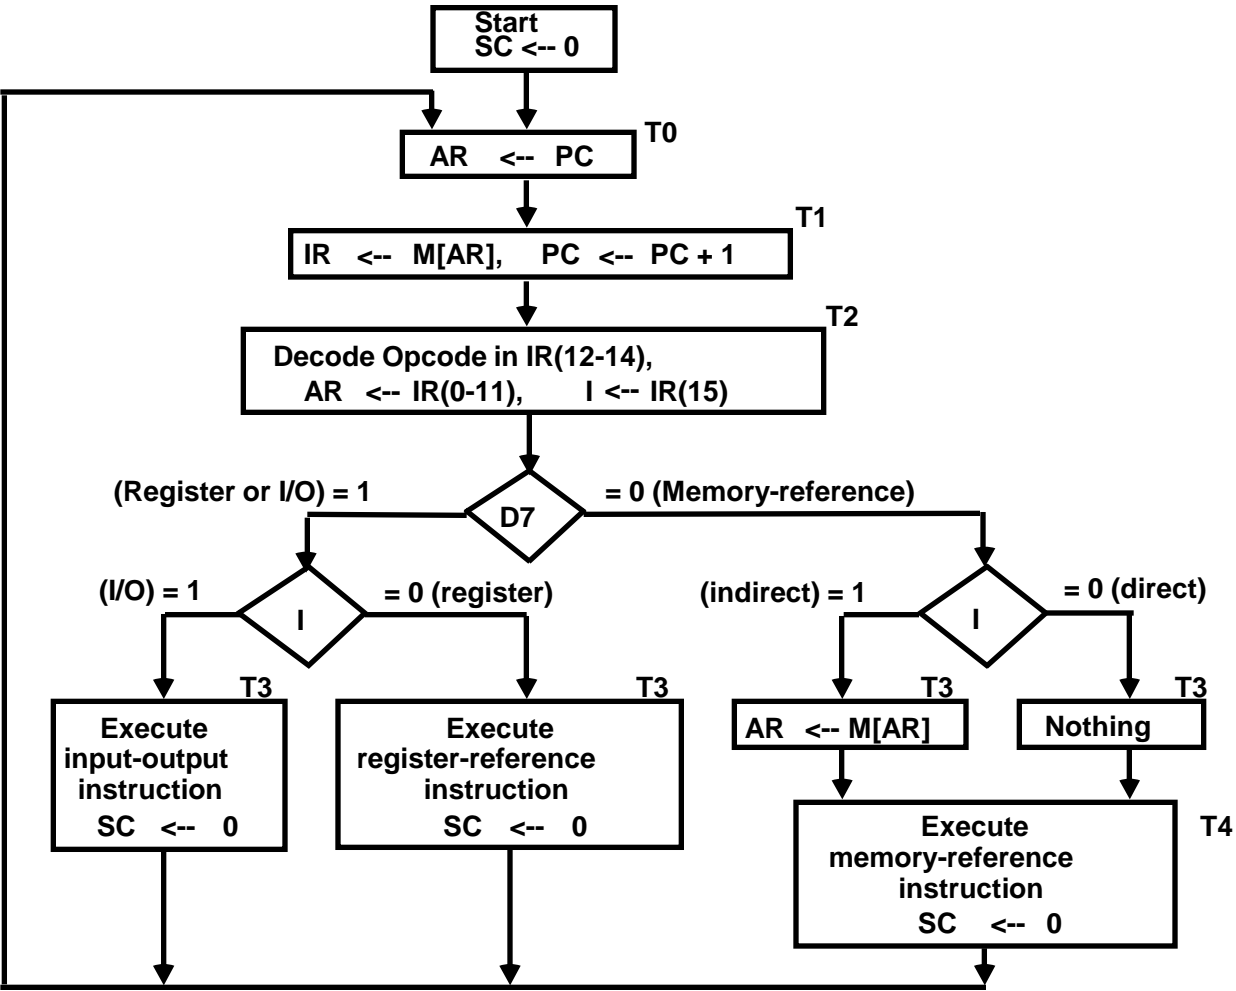 Start
SC <-- 0
T0
AR <-- PC
T1
IR <-- M[AR], PC <-- PC + 1
T2
Decode Opcode in IR(12-14),
AR <-- IR(0-11), I <-- IR(15)
(Register or I/O) = 1
= 0 (Memory-reference)
D7
(I/O) = 1
= 0 (register)
(indirect) = 1
= 0 (direct)
I
I
T3
T3
T3
T3
Execute
input-output
instruction
SC <-- 0
Execute
register-reference
instruction
SC <-- 0
AR <-- M[AR]
Nothing
Execute
memory-reference
instruction
SC <-- 0
T4